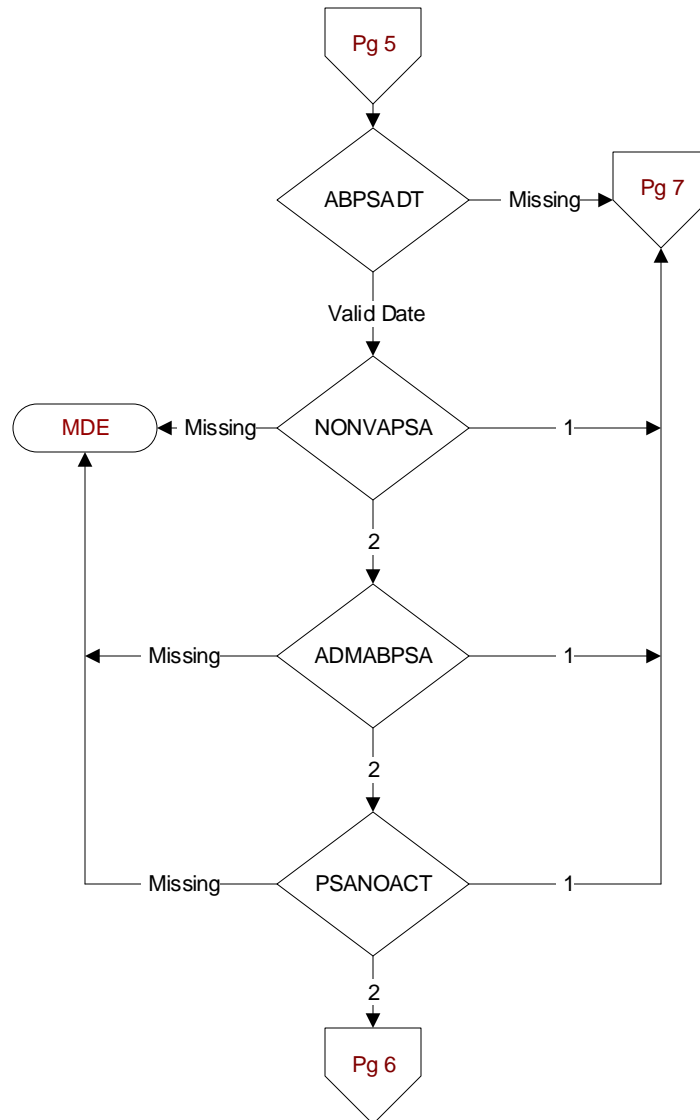 Pg 5
ABPSADT
Missing
Pg 7
Valid Date
MDE
Missing
NONVAPSA
1
2
Missing
ADMABPSA
1
2
Missing
PSANOACT
1
2
Pg 6